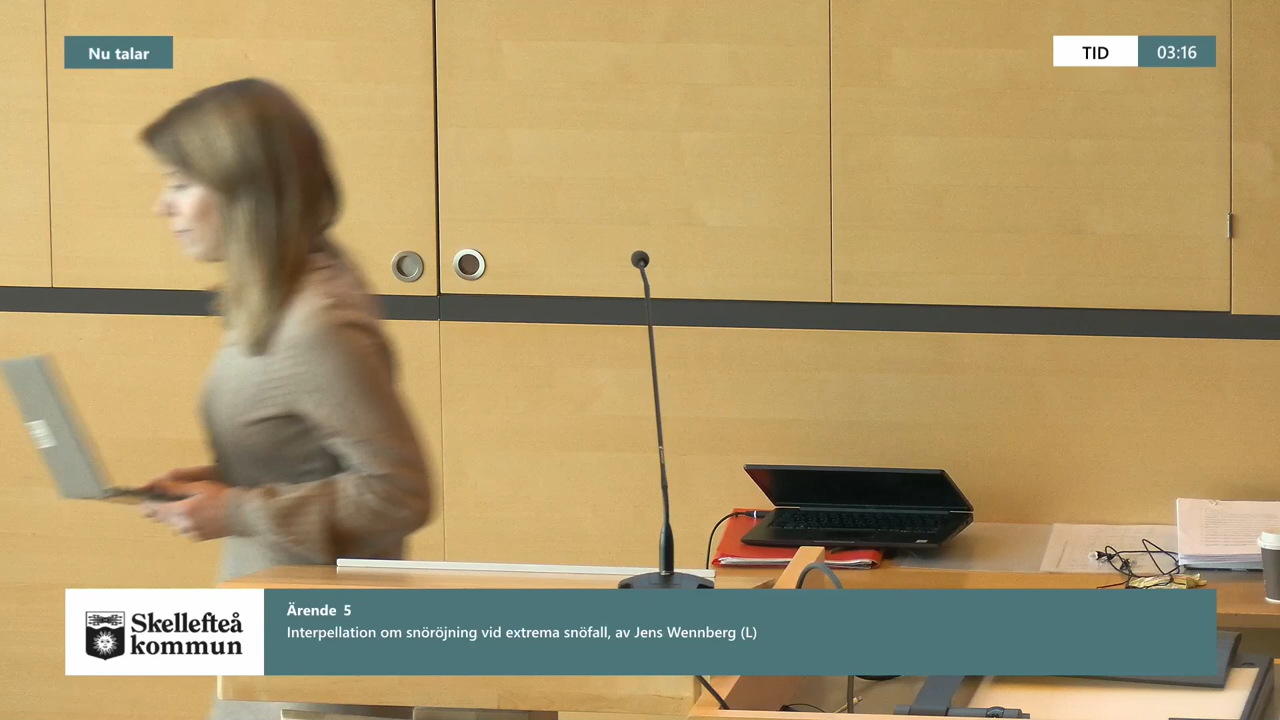 Nu talar
TID 03:16
Skellefteå
kommun
Ärende 5
Interpellation om snöröjning vid extrema snöfall, av Jens Wennberg (L)